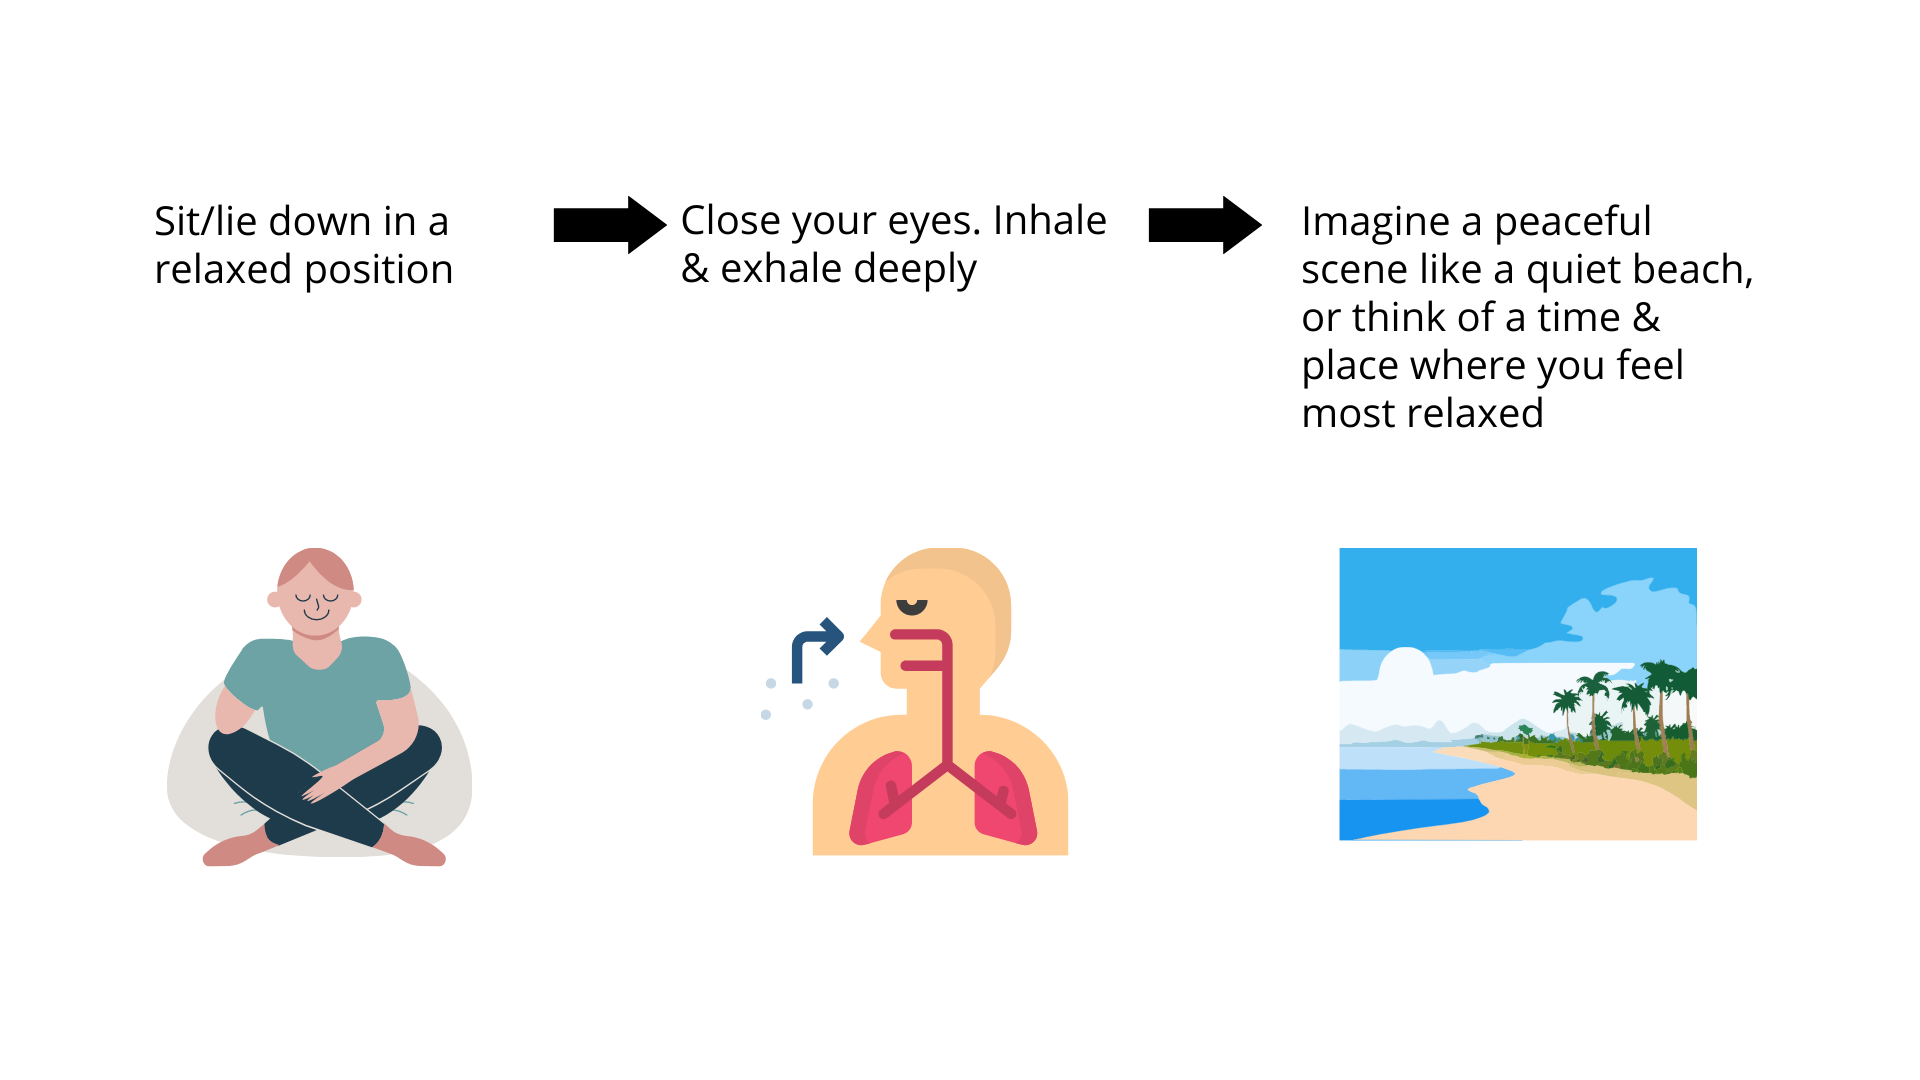 Sit/lie down in a
relaxed position
Close your eyes. Inhale
& exhale deeply
Imagine a peaceful
scene like a quiet beach,
or think of a time &
place where you feel
most relaxed